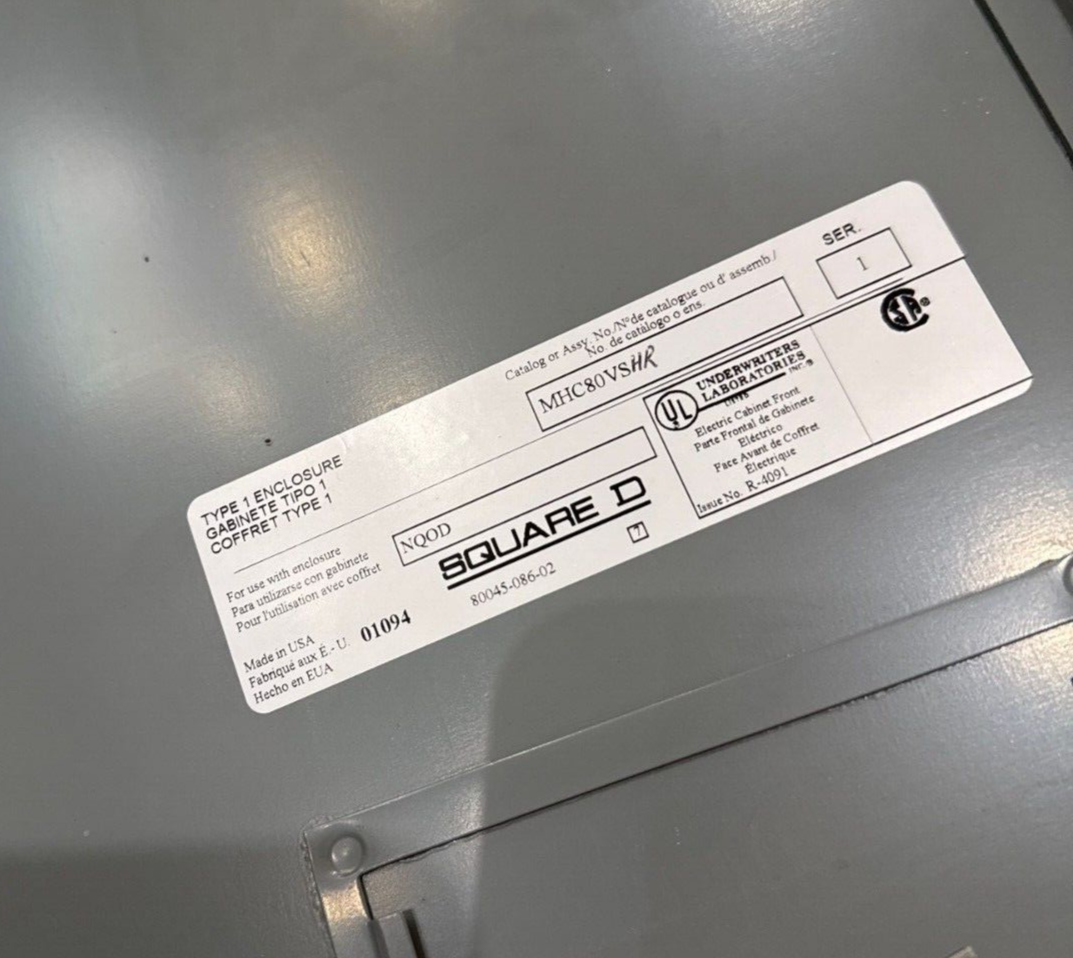 TYPE 1 ENCLOSURE
GABINETE TIPO 1
COFFRET TYPE 1
Catalog or Assy. No./N°de catalogue ou d' assemb./
No. de catálogo o ens.
MHC80VSHR
SER.
1
For use with enclosure
Para utilizarse con gabinete
Pour l'utilisation avec coffret
NQOD
SQUARE D
7
80045-086-02
Made in USA
Fabriqué aux É.- U.
Hecho en EUA
01094
UL
UNDERWRITERS
LABORATORIES INC.®
Electric Cabinet Front
Parte Frontal de Gabinete
Eléctrico
Face Avant de Coffret
Électrique
Issue No. R-4091
SA®